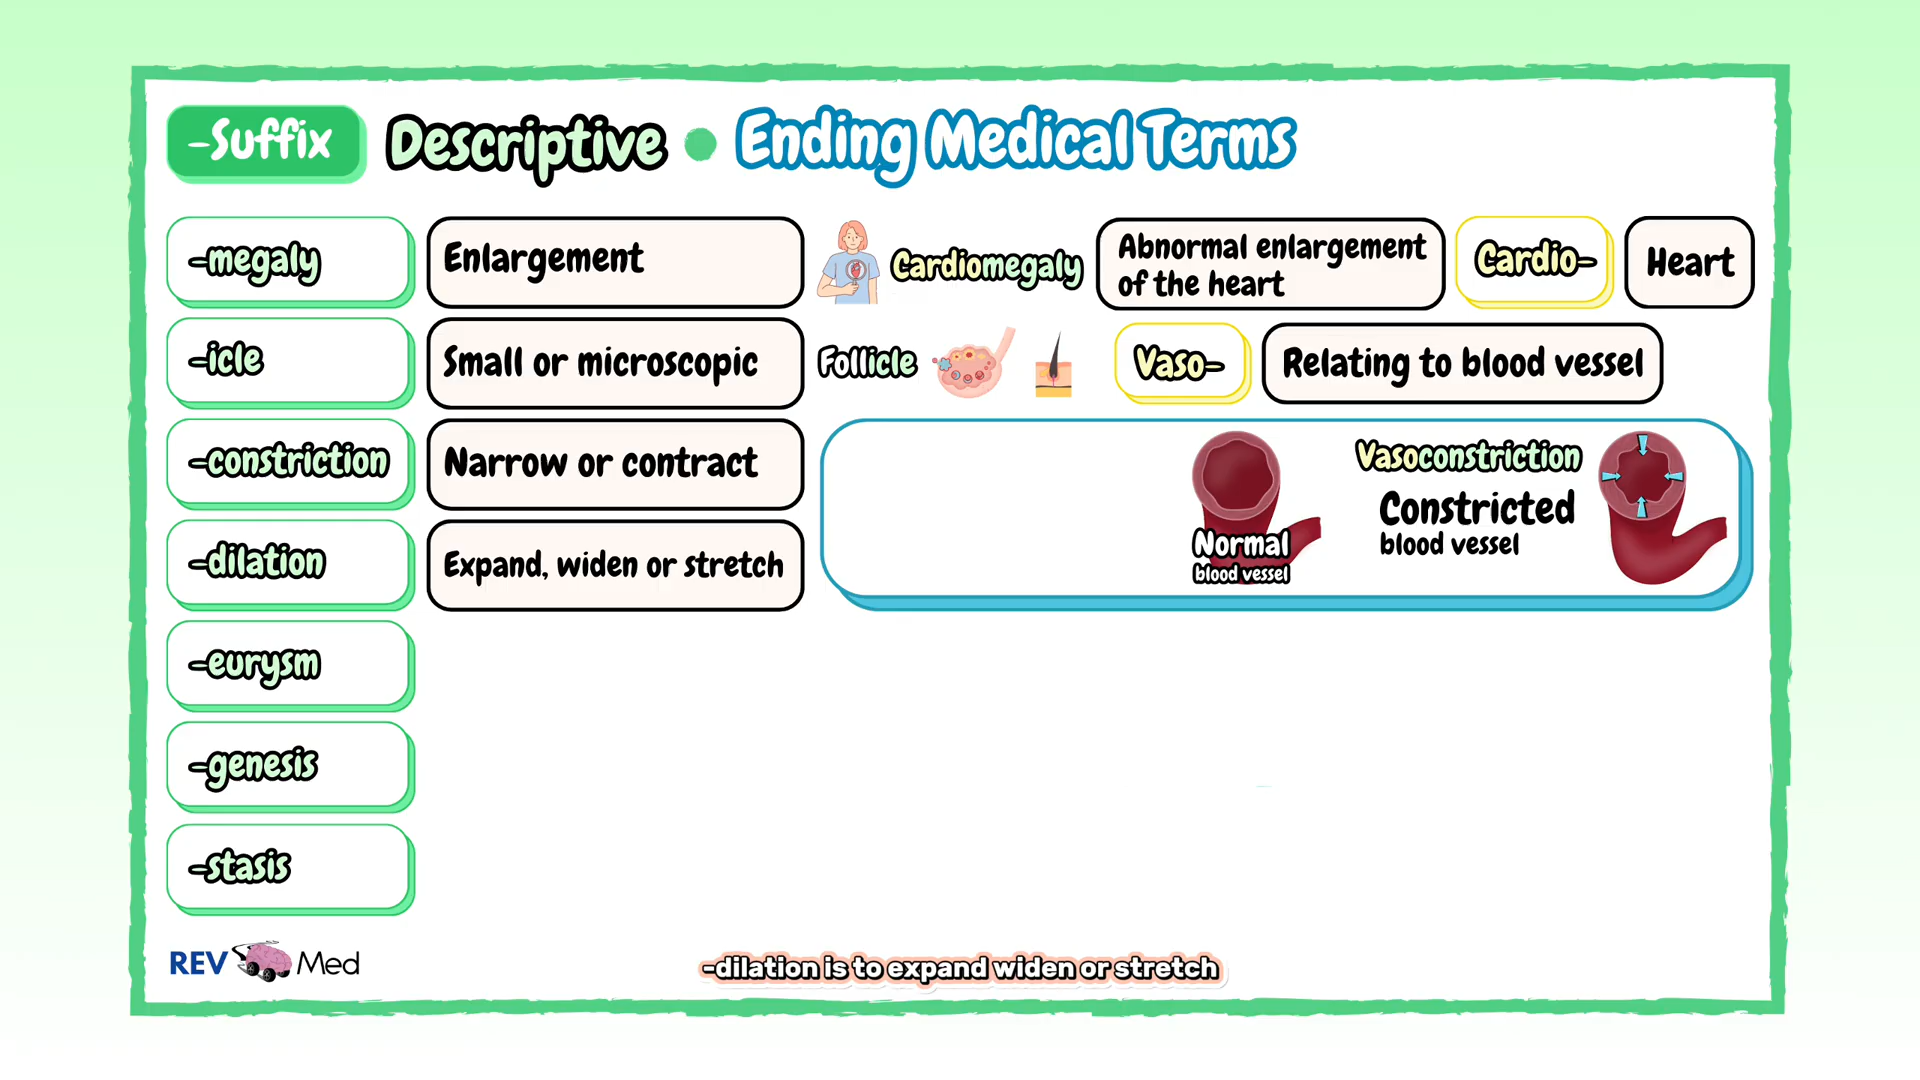 -Suffix Descriptive • Ending Medical Terms
-megaly Enlargement Cardiomegaly Abnormal enlargement of the heart Cardio- Heart
-icle Small or microscopic Follicle Vaso- Relating to blood vessel
-constriction Narrow or contract
Normal
blood vessel
Vasoconstriction
Constricted
blood vessel
-dilation Expand, widen or stretch
-eurysm
-genesis
-stasis
REV Med
-dilation is to expand widen or stretch